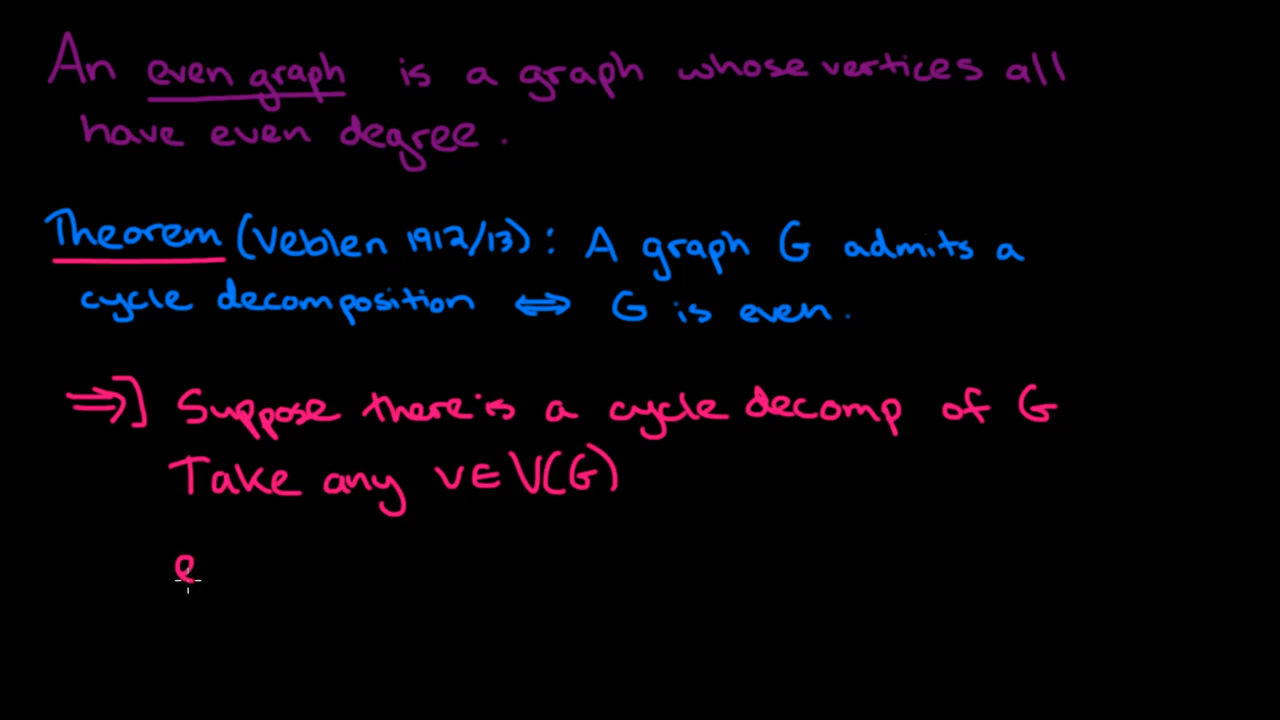 An even graph is a graph whose vertices all
have even degree.
Theorem (Veblen 1912/13): A graph G admits a
cycle decomposition ⇔ G is even.
⇒] Suppose there's a cycle decomp of G
Take any v∈V(G)
e